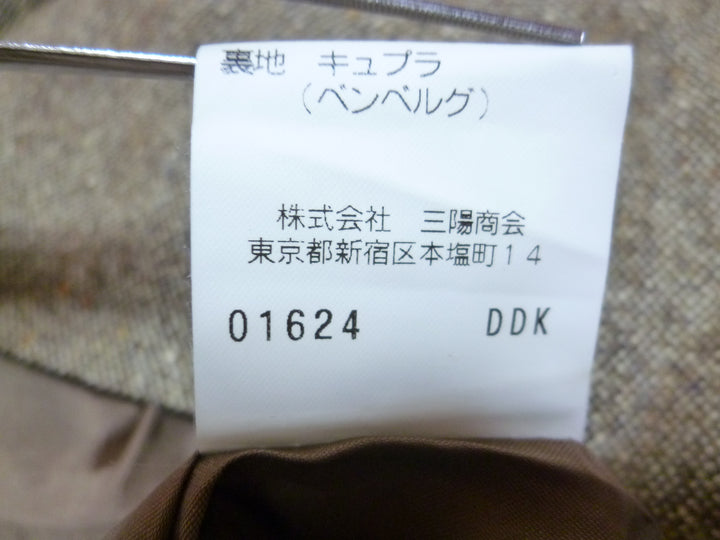 裏地　キュプラ
（ベンベルグ）
株式会社　三陽商会
東京都新宿区本塩町１４
01624 DDK